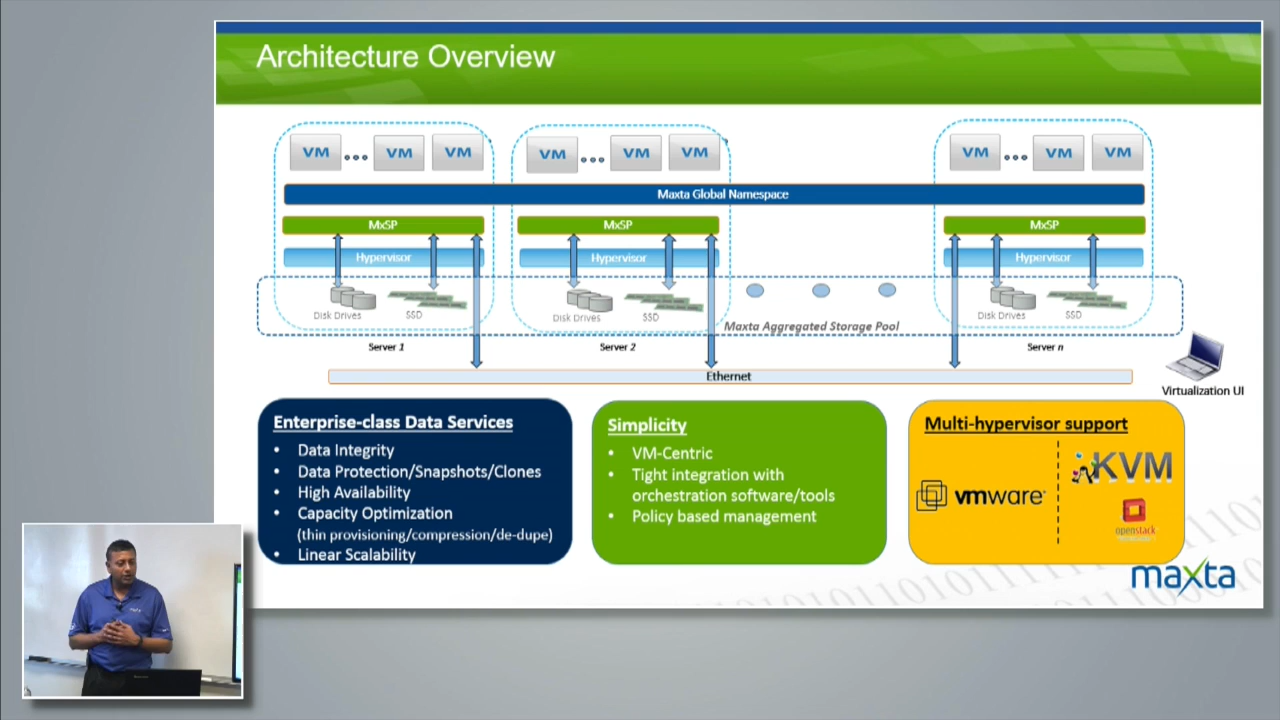 Architecture Overview
VM VM VM VM VM VM VM VM VM
Maxta Global Namespace
MxSP MxSP MxSP
Hypervisor Hypervisor Hypervisor
Disk Drives SSD Disk Drives SSD Disk Drives SSD
Maxta Aggregated Storage Pool
Server 1 Server 2 Server n
Ethernet
Virtualization UI
Enterprise-class Data Services
• Data Integrity
• Data Protection/Snapshots/Clones
• High Availability
• Capacity Optimization
(thin provisioning/compression/de-dupe)
• Linear Scalability
Simplicity
• VM-Centric
• Tight integration with
orchestration software/tools
• Policy based management
Multi-hypervisor support
vmware
KVM
openstack
maxta